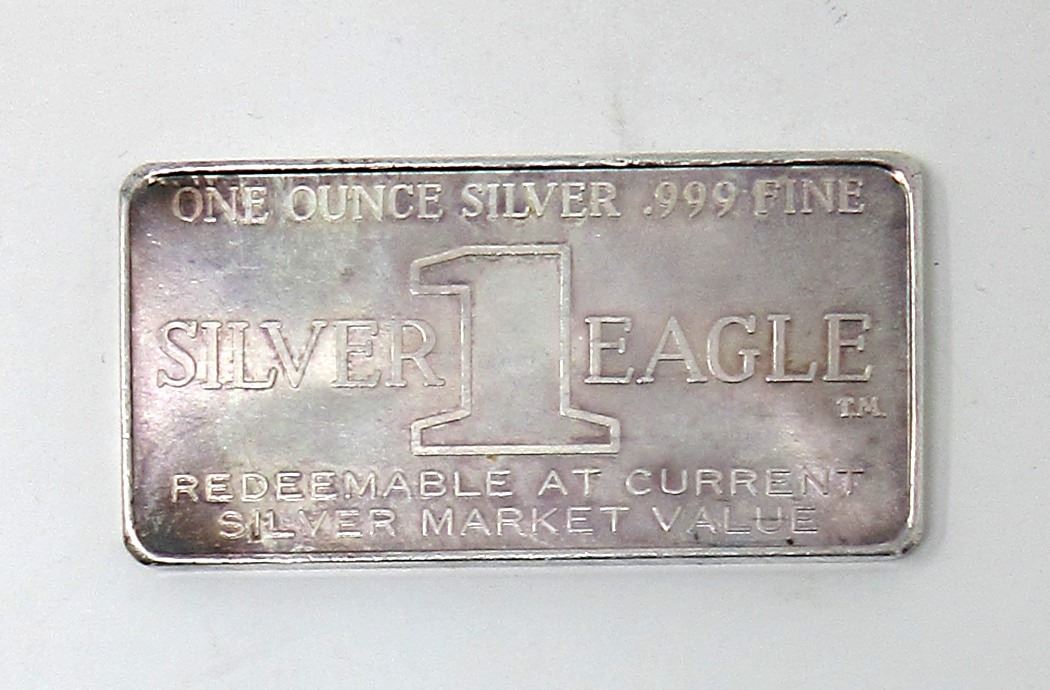 ONE OUNCE SILVER .999 FINE
SILVER 1 EAGLE
T.M.
REDEEMABLE AT CURRENT
SILVER MARKET VALUE